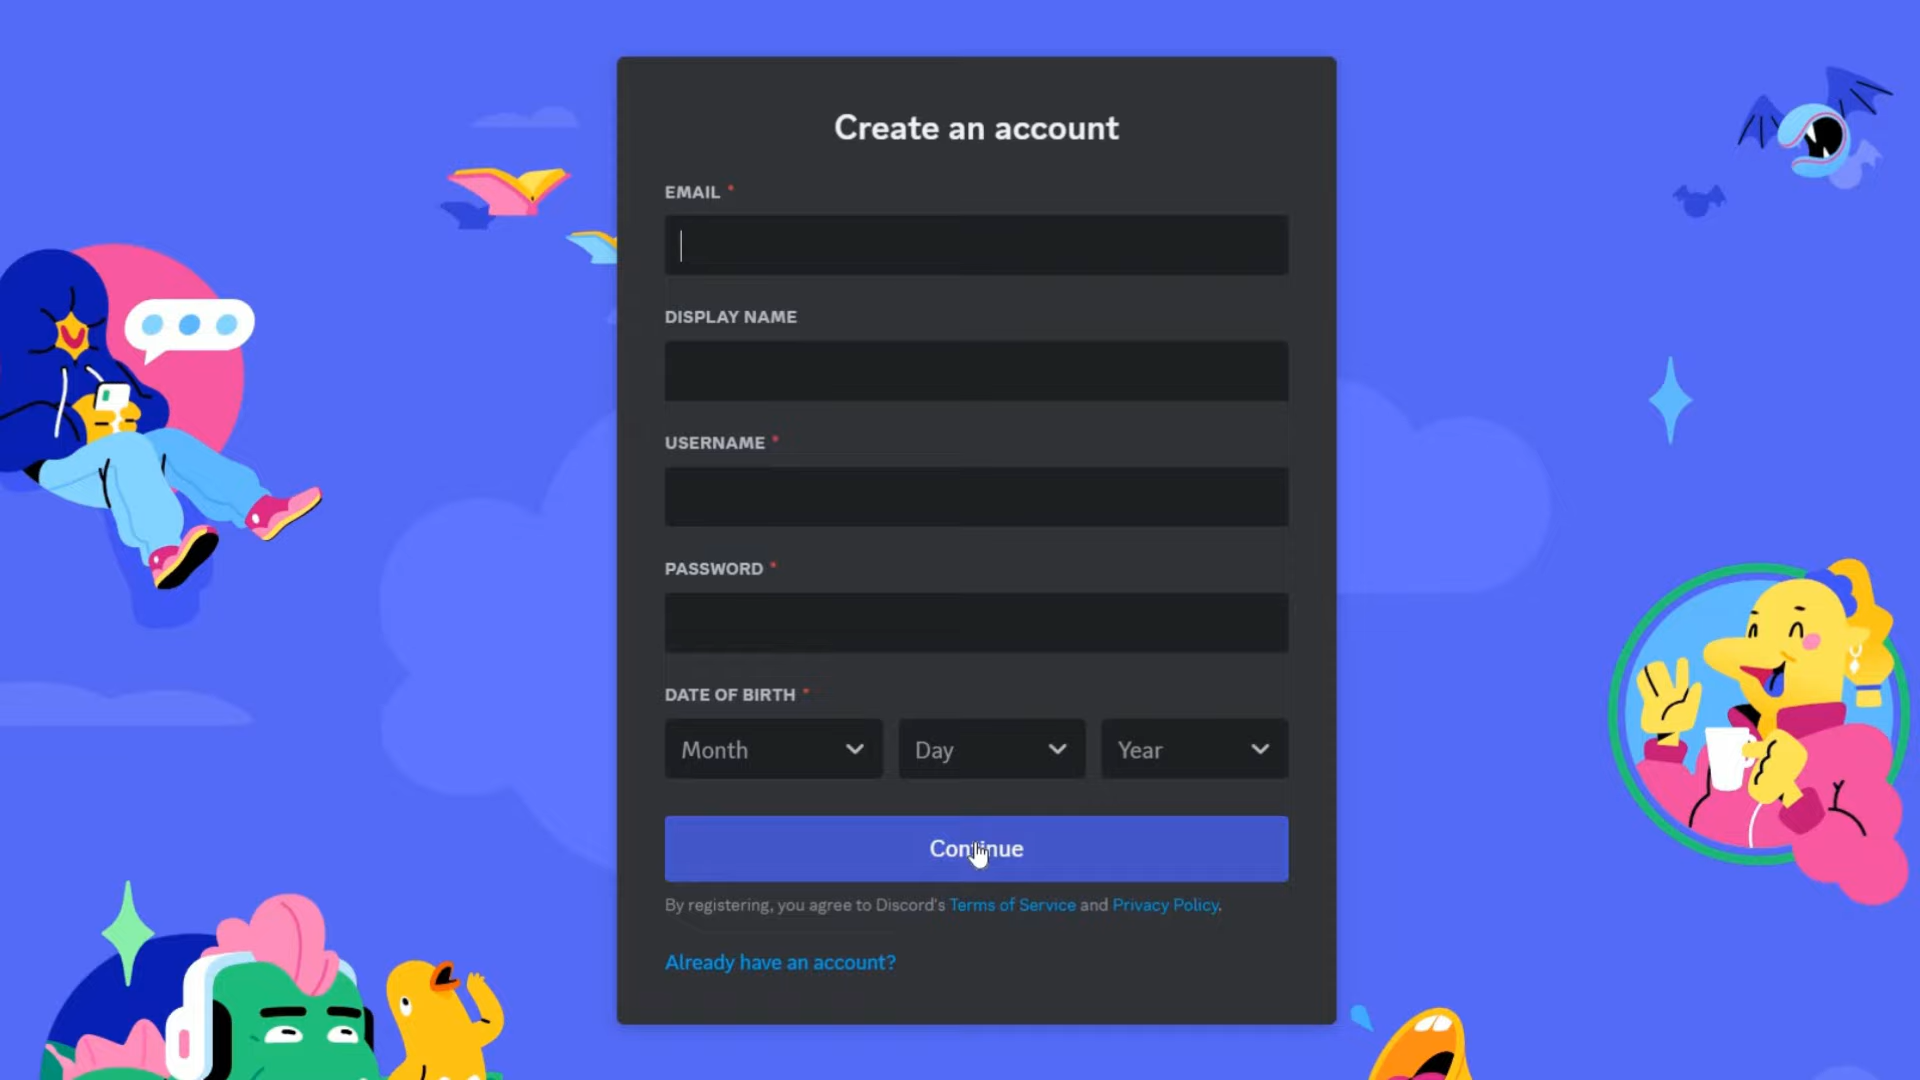 Create an account
EMAIL *
DISPLAY NAME
USERNAME *
PASSWORD *
DATE OF BIRTH *
Month Day Year
Continue
By registering, you agree to Discord's Terms of Service and Privacy Policy.
Already have an account?